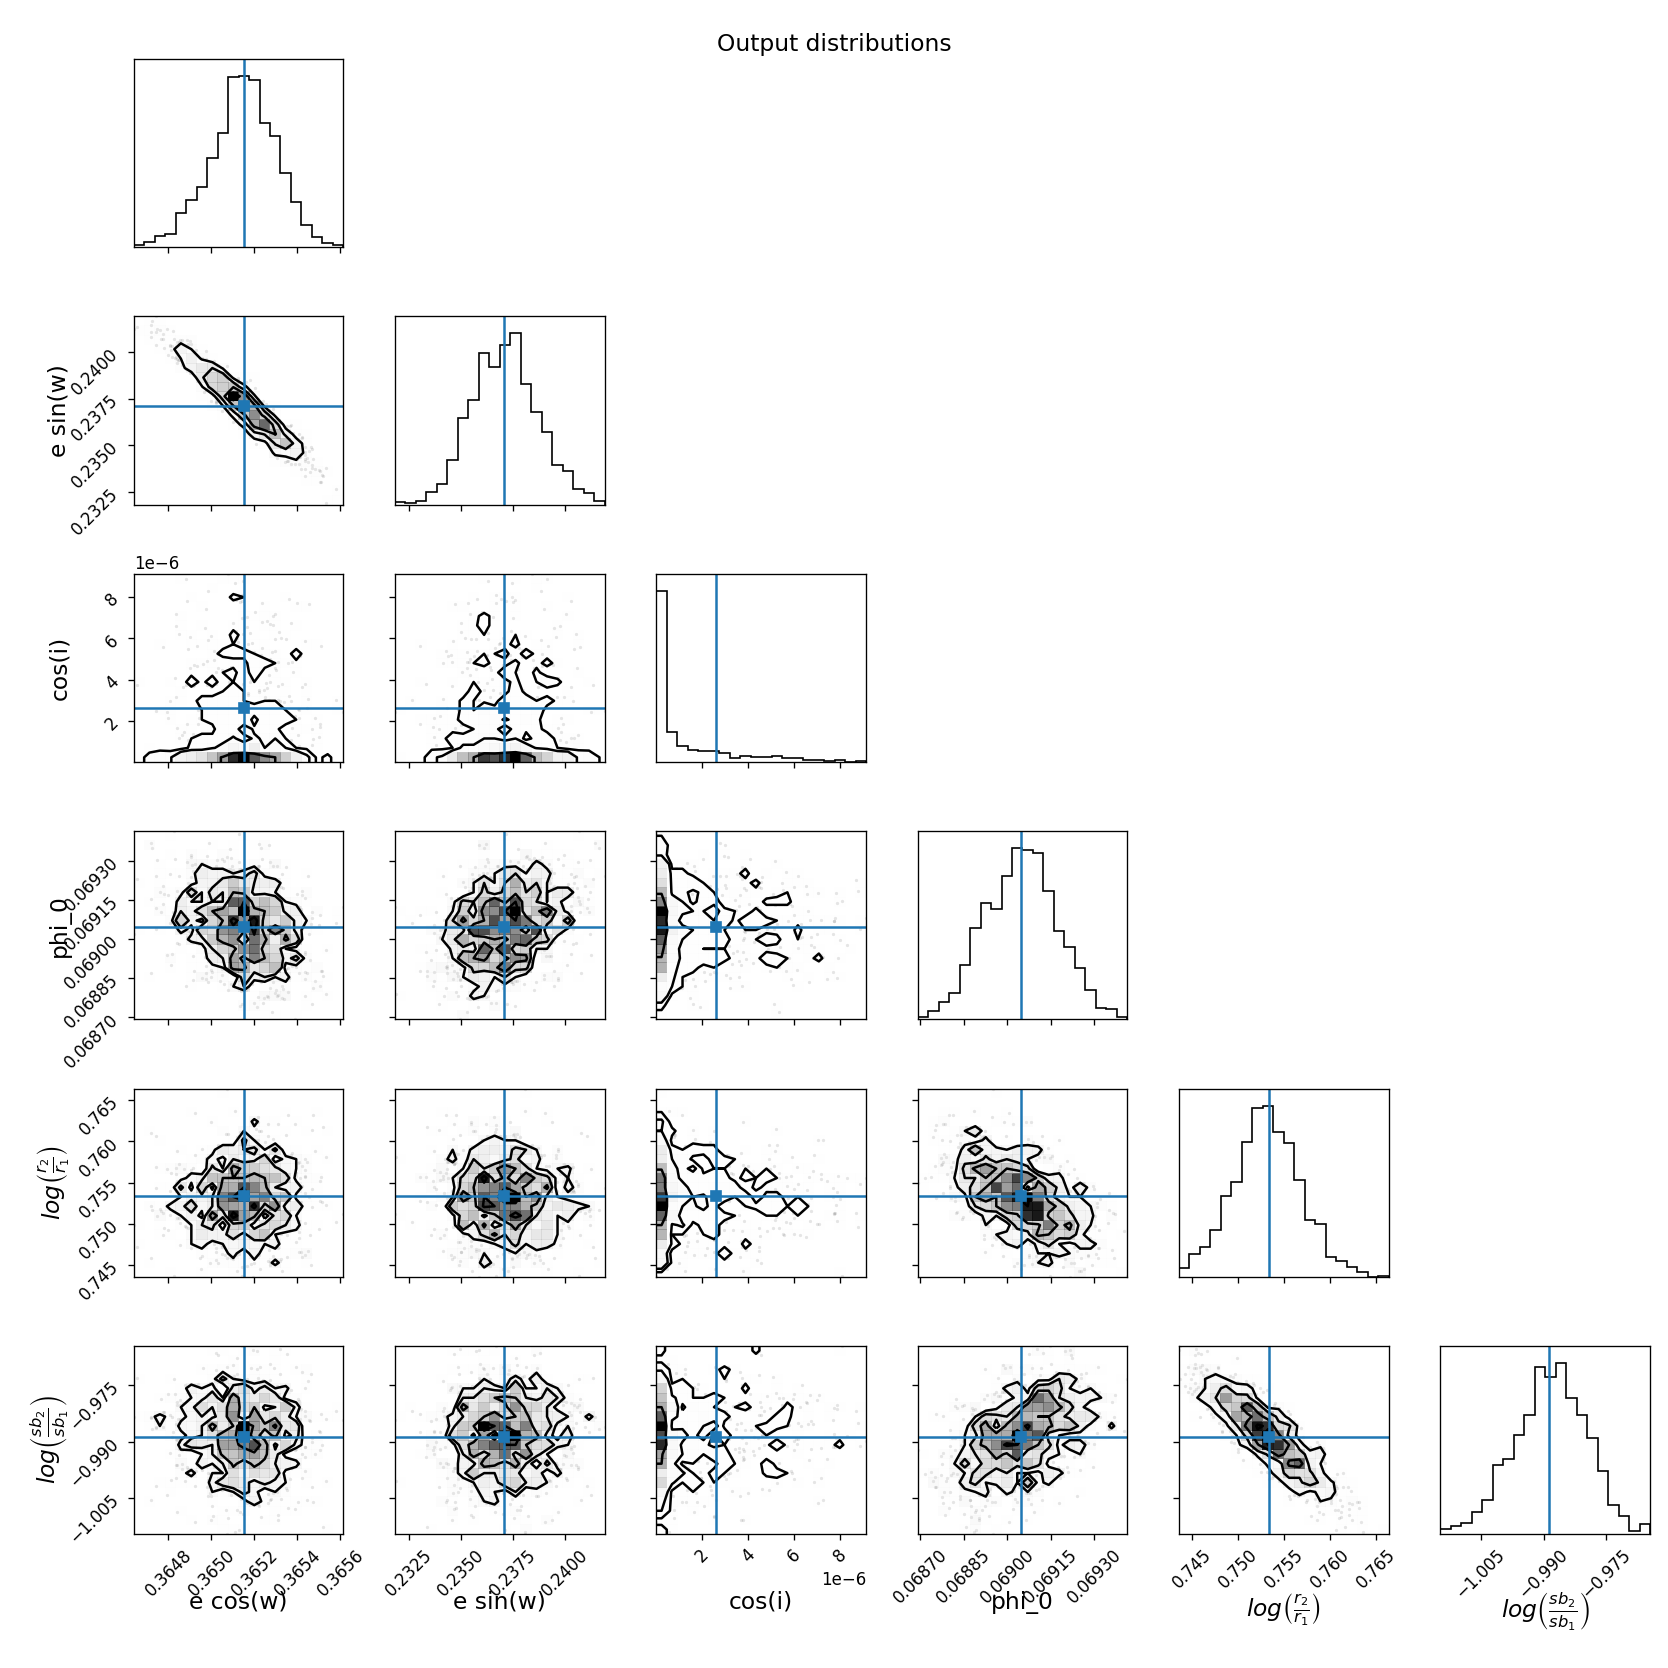 Output distributions
e sin(w)
0.2400
0.2375
0.2350
0.2325
1e−6
cos(i)
8
6
4
2
phi_0
0.06930
0.06915
0.06900
0.06885
0.06870
log(r2/r1)
0.765
0.760
0.755
0.750
0.745
log(sb2/sb1)
−0.975
−0.990
−1.005
0.3648 0.3650 0.3652 0.3654 0.3656
0.2325 0.2350 0.2375 0.2400
2 4 6 8
1e−6
0.06870 0.06885 0.06900 0.06915 0.06930
0.745 0.750 0.755 0.760 0.765
−1.005 −0.990 −0.975
e cos(w) e sin(w) cos(i) phi_0 log(r2/r1) log(sb2/sb1)